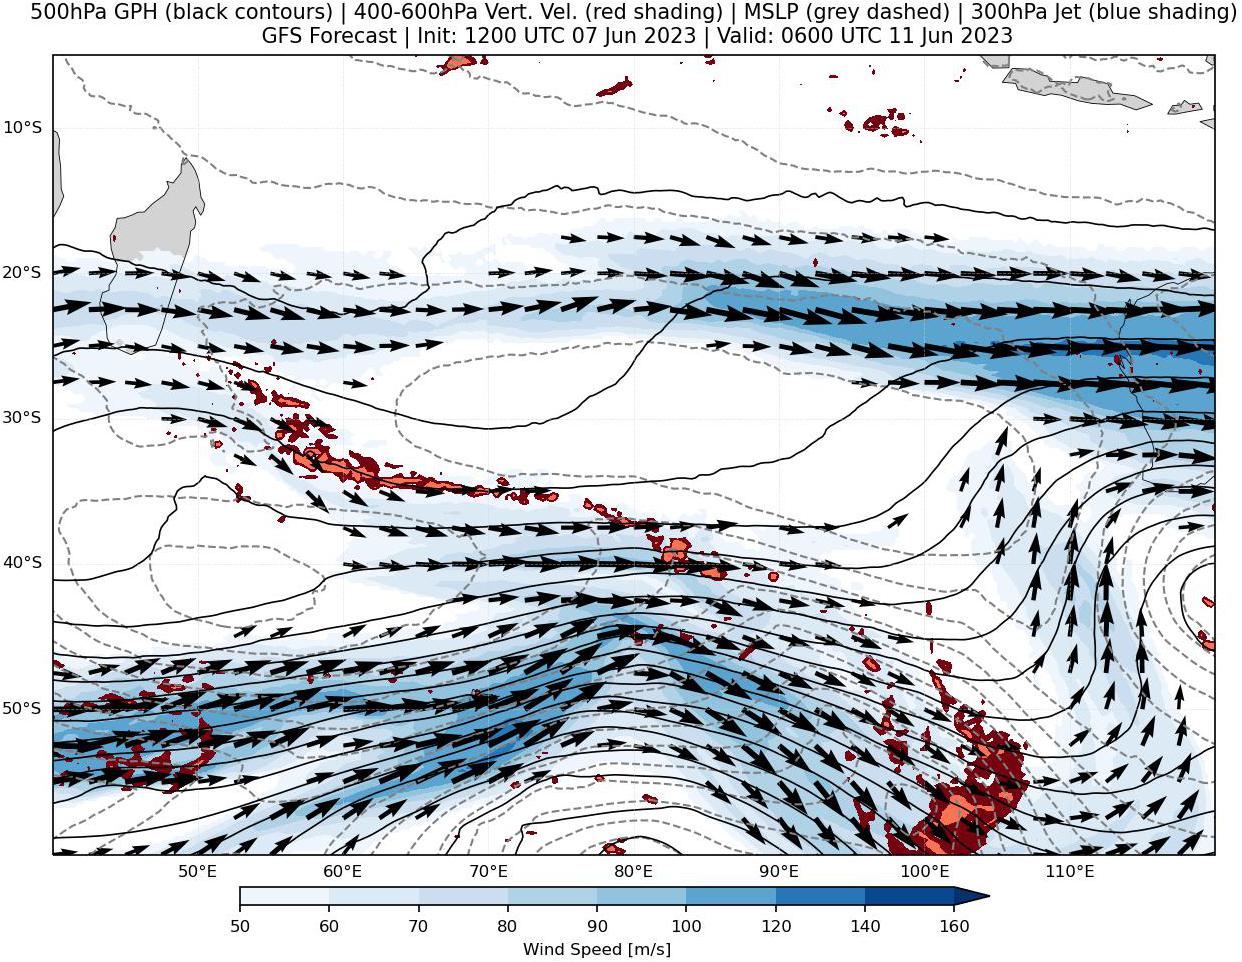 500hPa GPH (black contours) | 400-600hPa Vert. Vel. (red shading) | MSLP (grey dashed) | 300hPa Jet (blue shading)
GFS Forecast | Init: 1200 UTC 07 Jun 2023 | Valid: 0600 UTC 11 Jun 2023
10°S
20°S
30°S
40°S
50°S
50°E 60°E 70°E 80°E 90°E 100°E 110°E
50 60 70 80 90 100 120 140 160
Wind Speed [m/s]